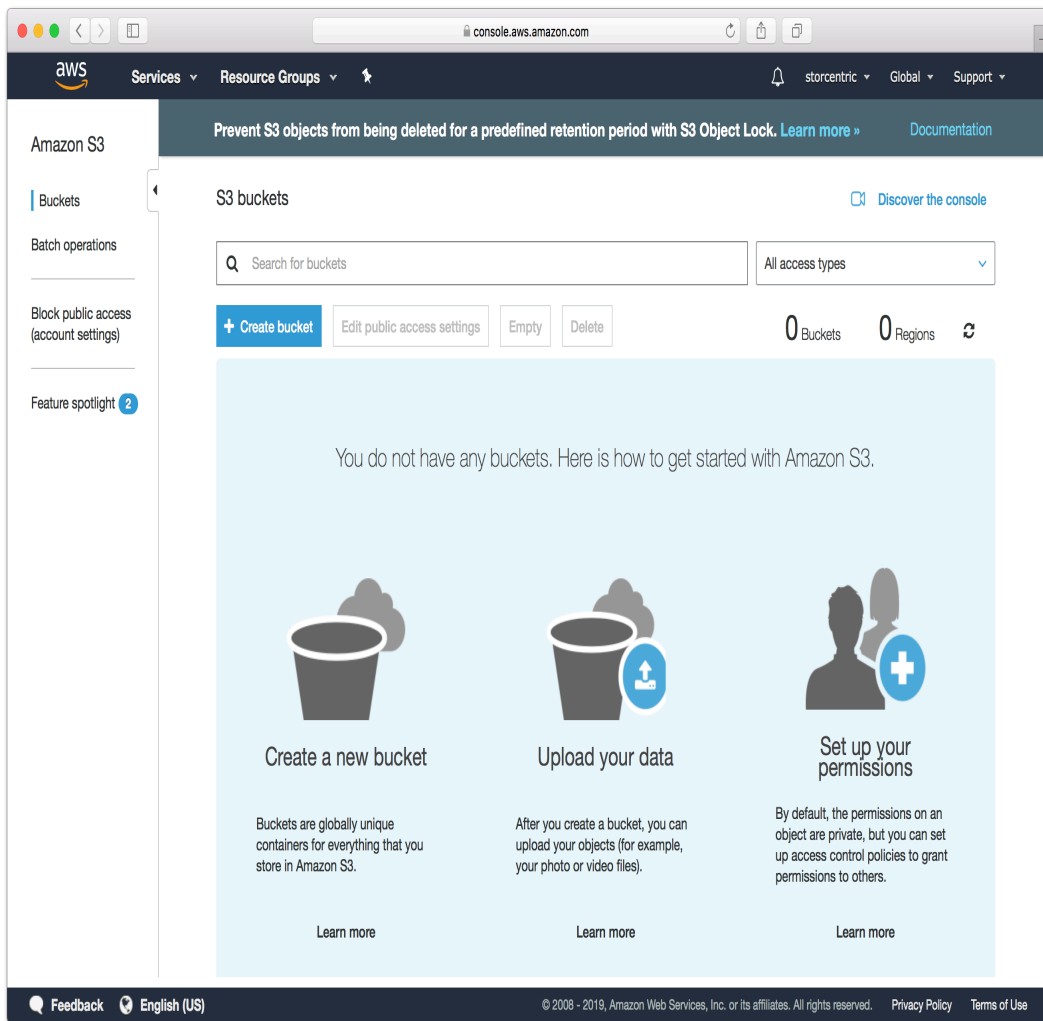 console.aws.amazon.com
aws Services Resource Groups storcentric Global Support
Prevent S3 objects from being deleted for a predefined retention period with S3 Object Lock. Learn more » Documentation
Amazon S3
Buckets
Batch operations
Block public access
(account settings)
Feature spotlight 2
S3 buckets Discover the console
Search for buckets All access types
+ Create bucket Edit public access settings Empty Delete 0 Buckets 0 Regions
You do not have any buckets. Here is how to get started with Amazon S3.
Create a new bucket
Buckets are globally unique
containers for everything that you
store in Amazon S3.
Learn more
Upload your data
After you create a bucket, you can
upload your objects (for example,
your photo or video files).
Learn more
Set up your
permissions
By default, the permissions on an
object are private, but you can set
up access control policies to grant
permissions to others.
Learn more
Feedback English (US) © 2008 - 2019, Amazon Web Services, Inc. or its affiliates. All rights reserved. Privacy Policy Terms of Use